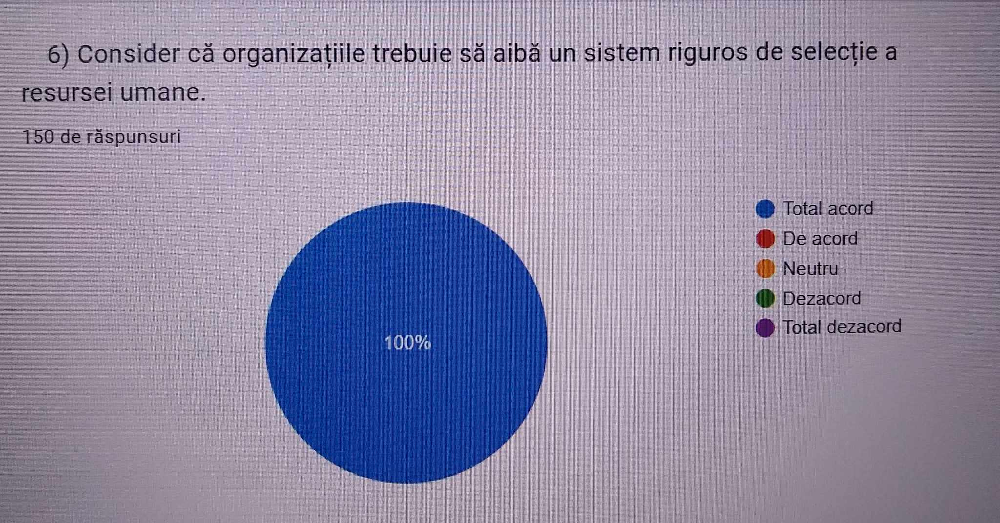 6) Consider că organizațiile trebuie să aibă un sistem riguros de selecție a
resursei umane.
150 de răspunsuri
100%
Total acord
De acord
Neutru
Dezacord
Total dezacord